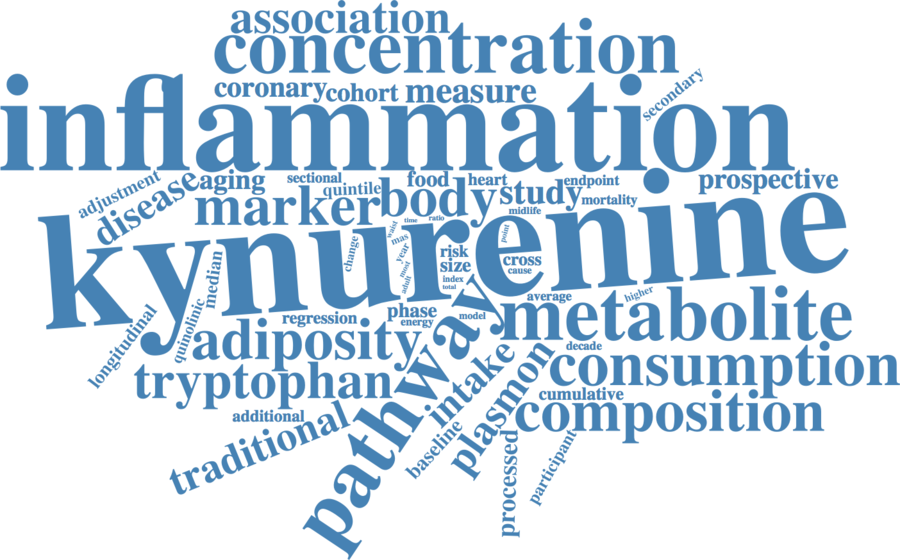 association
concentration
coronary
cohort
measure
secondary
inflammation
adjustment
disease
aging
sectional
quintile
food
heart
endpoint
prospective
marker
body
study
mortality
midlife
kynurenine
waist
time
ratio
mas
year
change
most
adult
risk
size
index
total
point
cross
cause
longitudinal
quinolinic
median
regression
phase
energy
model
average
higher
metabolite
adiposity
pathway
decade
tryptophan
intake
plasmon
consumption
cumulative
composition
additional
traditional
baseline
processed
participant